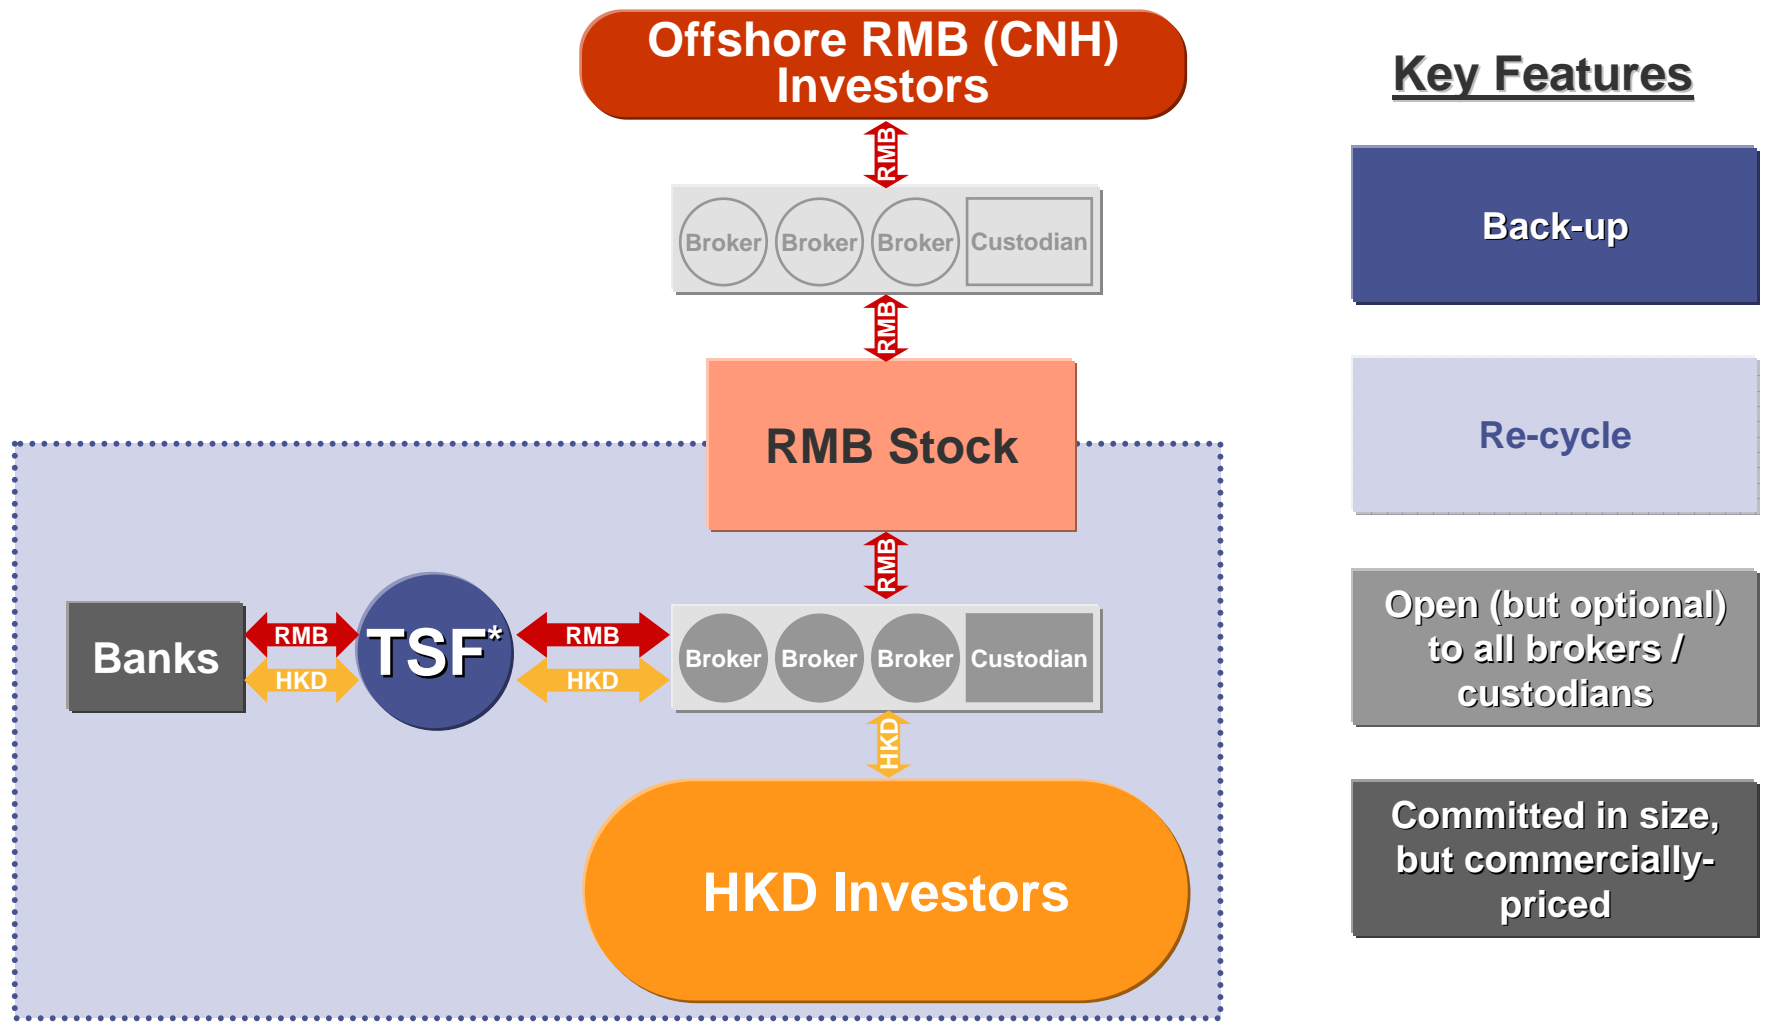 Offshore RMB (CNH)
Investors
Key Features
RMB
Broker Broker Broker Custodian
Back-up
RMB
RMB Stock
Re-cycle
RMB
Banks
RMB
HKD
TSF*
RMB
HKD
Broker Broker Broker Custodian
Open (but optional)
to all brokers /
custodians
HKD
HKD Investors
Committed in size,
but commercially-
priced